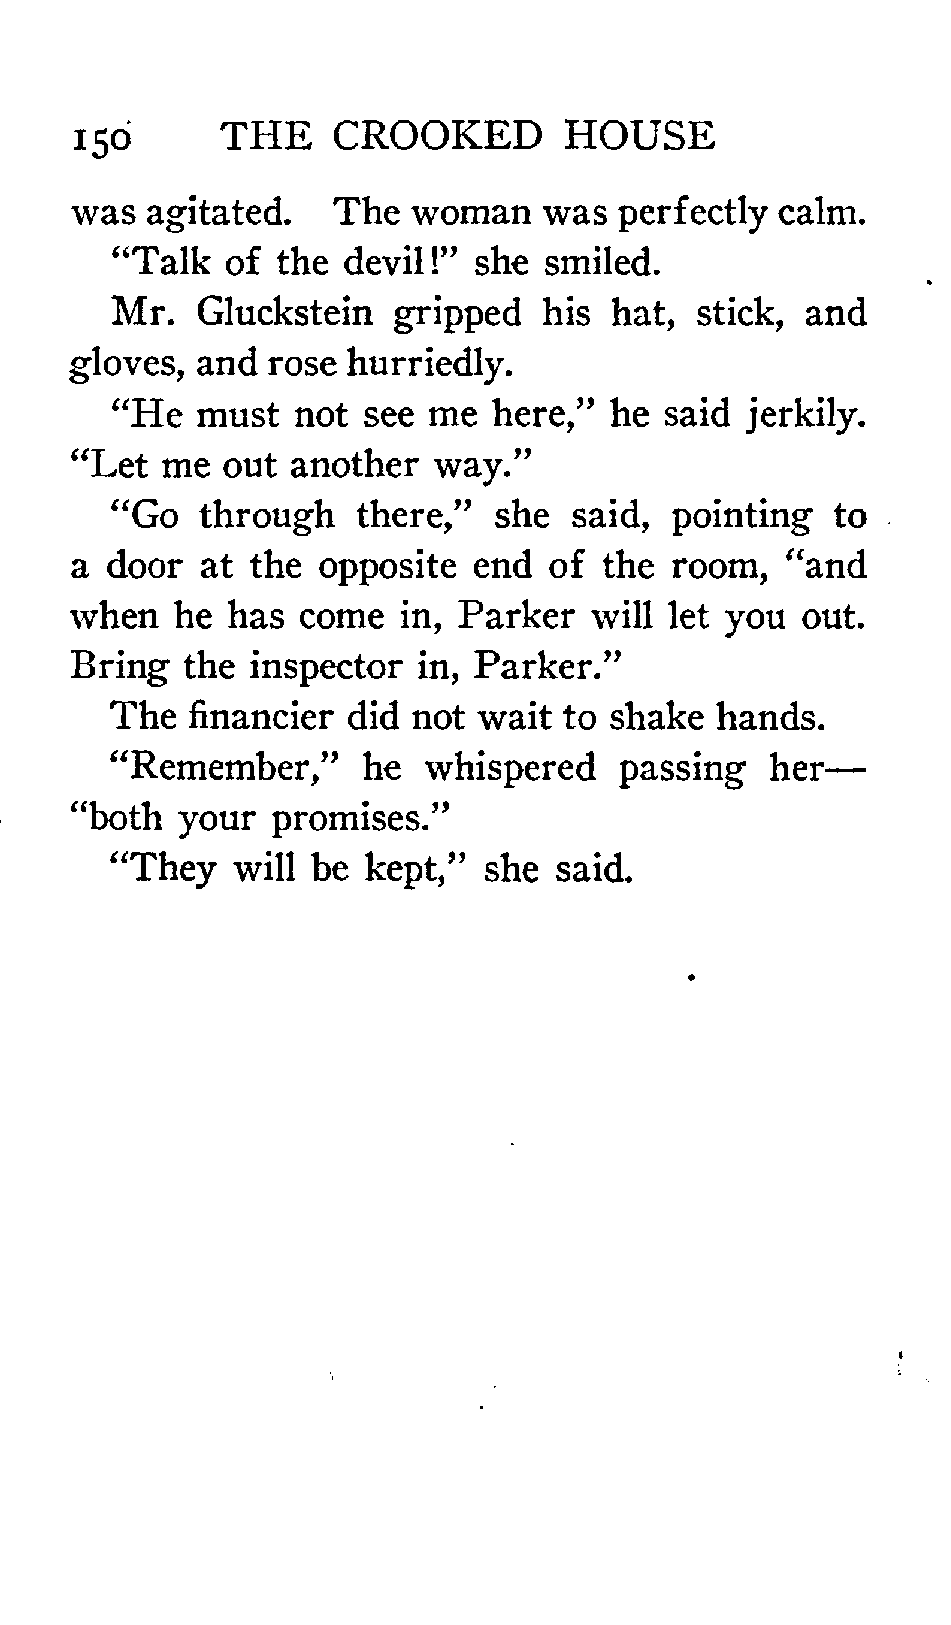 150 THE CROOKED HOUSE
was agitated. The woman was perfectly calm.
"Talk of the devil!" she smiled.
Mr. Gluckstein gripped his hat, stick, and
gloves, and rose hurriedly.
"He must not see me here," he said jerkily.
"Let me out another way."
"Go through there," she said, pointing to
a door at the opposite end of the room, "and
when he has come in, Parker will let you out.
Bring the inspector in, Parker."
The financier did not wait to shake hands.
"Remember," he whispered passing her—
"both your promises."
"They will be kept," she said.